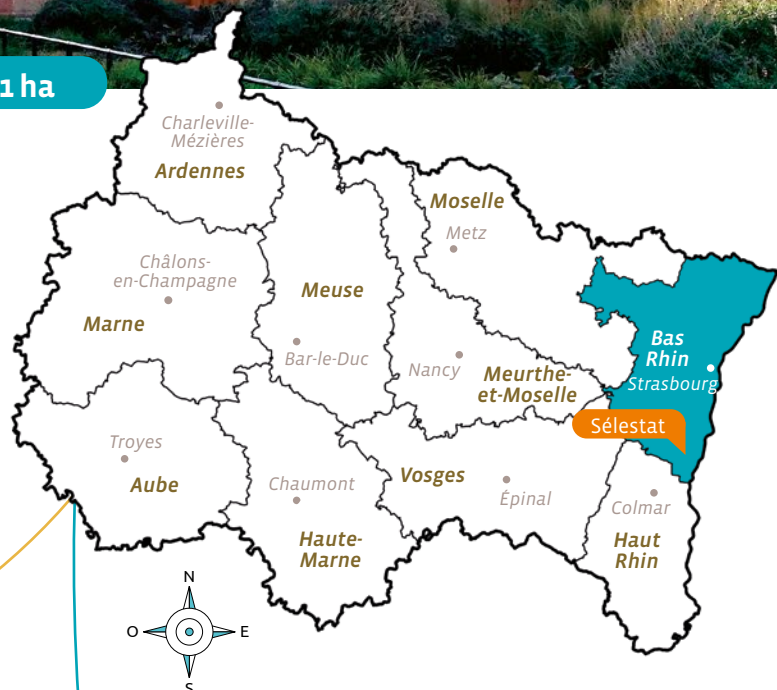 1 ha
Charleville-
Mézières
Ardennes
Moselle
Metz
Châlons-
en-Champagne
Marne
Meuse
Bar-le-Duc
Nancy
Meurthe-
et-Moselle
Bas
Rhin
Strasbourg
Sélestat
Troyes
Aube
Chaumont
Haute-
Marne
Vosges
Épinal
Colmar
Haut
Rhin
N
O
E
S